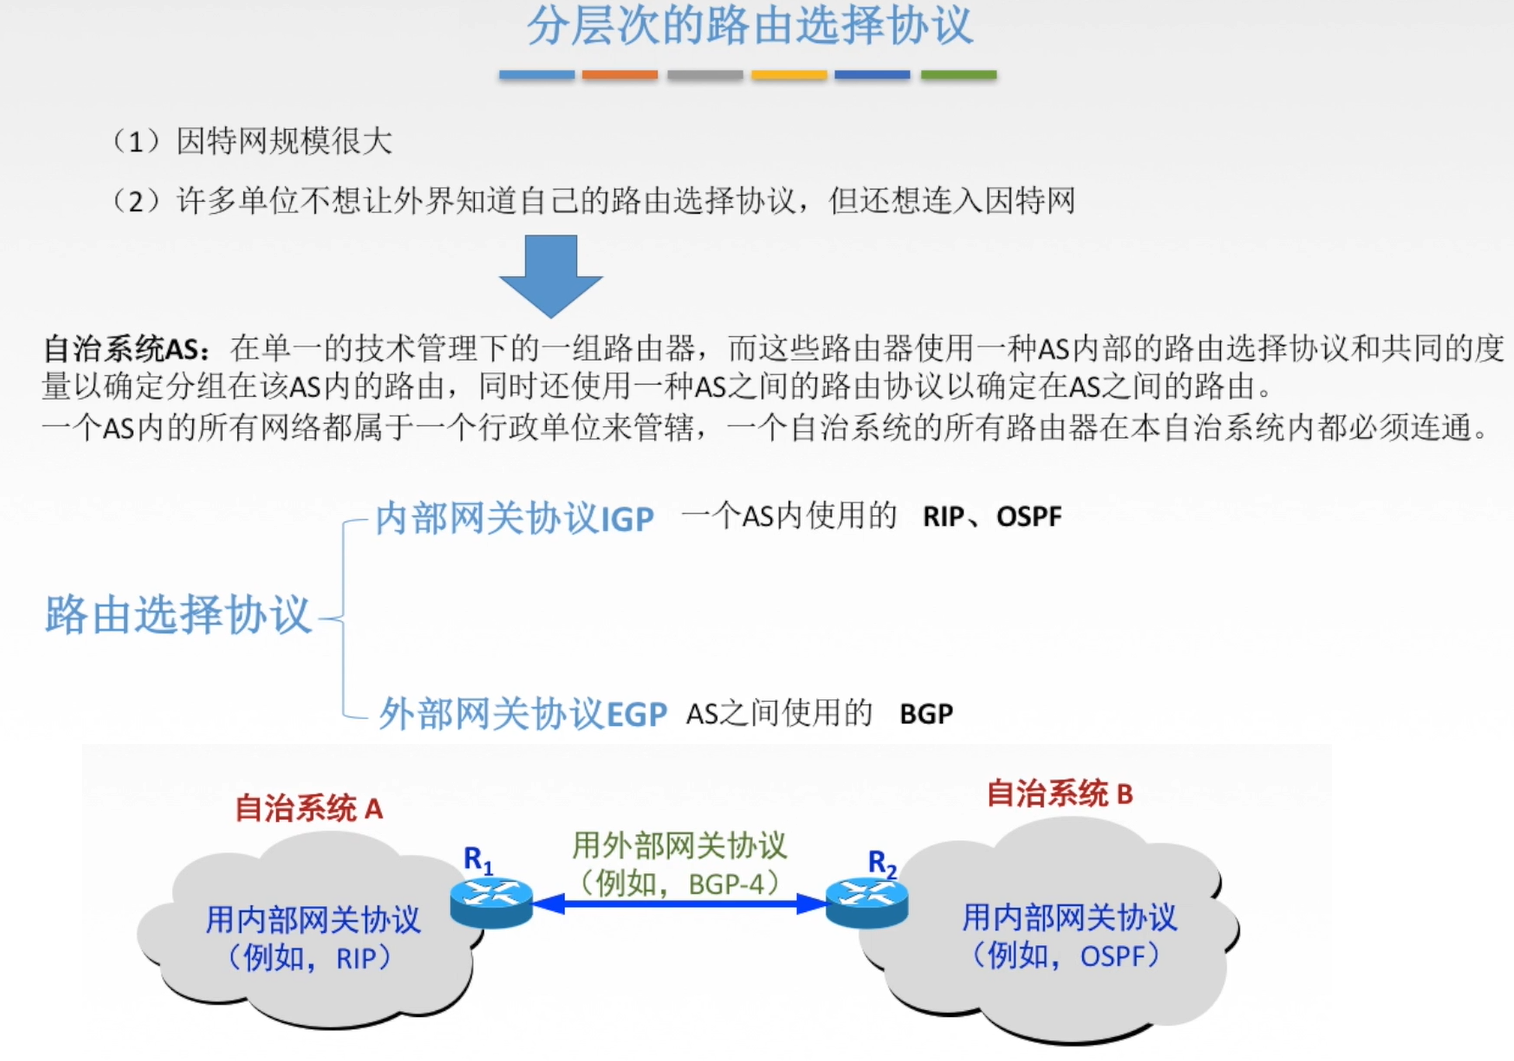 分层次的路由选择协议
（1）因特网规模很大
（2）许多单位不想让外界知道自己的路由选择协议，但还想连入因特网
自治系统AS：在单一的技术管理下的一组路由器，而这些路由器使用一种AS内部的路由选择协议和共同的度
量以确定分组在该AS内的路由，同时还使用一种AS之间的路由协议以确定在AS之间的路由。
一个AS内的所有网络都属于一个行政单位来管辖，一个自治系统的所有路由器在本自治系统内都必须连通。
内部网关协议IGP 一个AS内使用的 RIP、OSPF
路由选择协议
外部网关协议EGP AS之间使用的 BGP
自治系统 A
自治系统 B
R1
用外部网关协议
（例如，BGP-4）
R2
用内部网关协议
（例如，RIP）
用内部网关协议
（例如，OSPF）